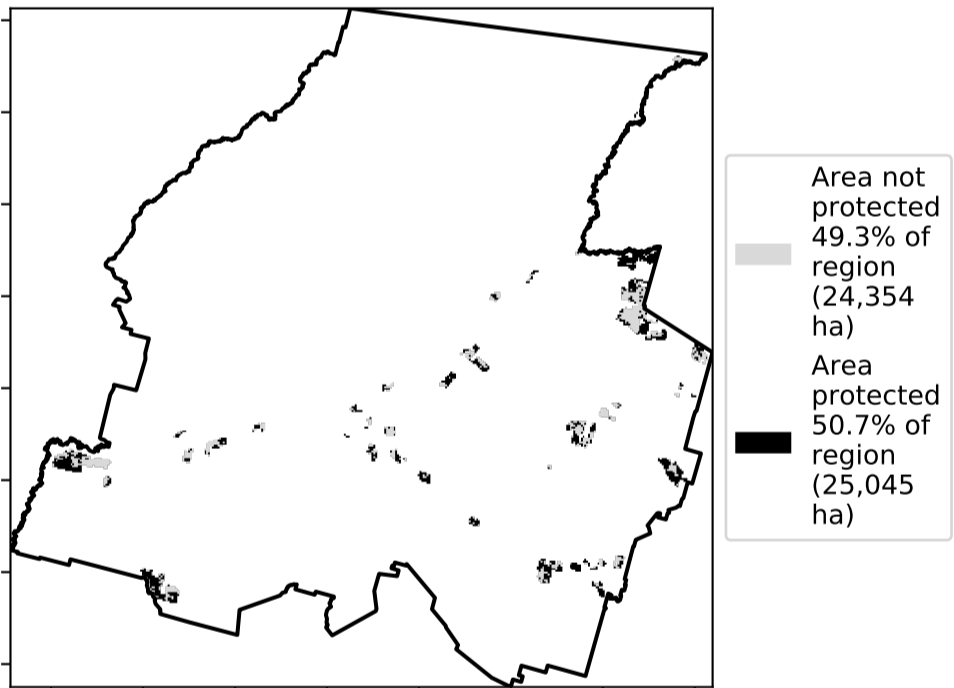 Area not
protected
49.3% of
region
(24,354
ha)
Area
protected
50.7% of
region
(25,045
ha)